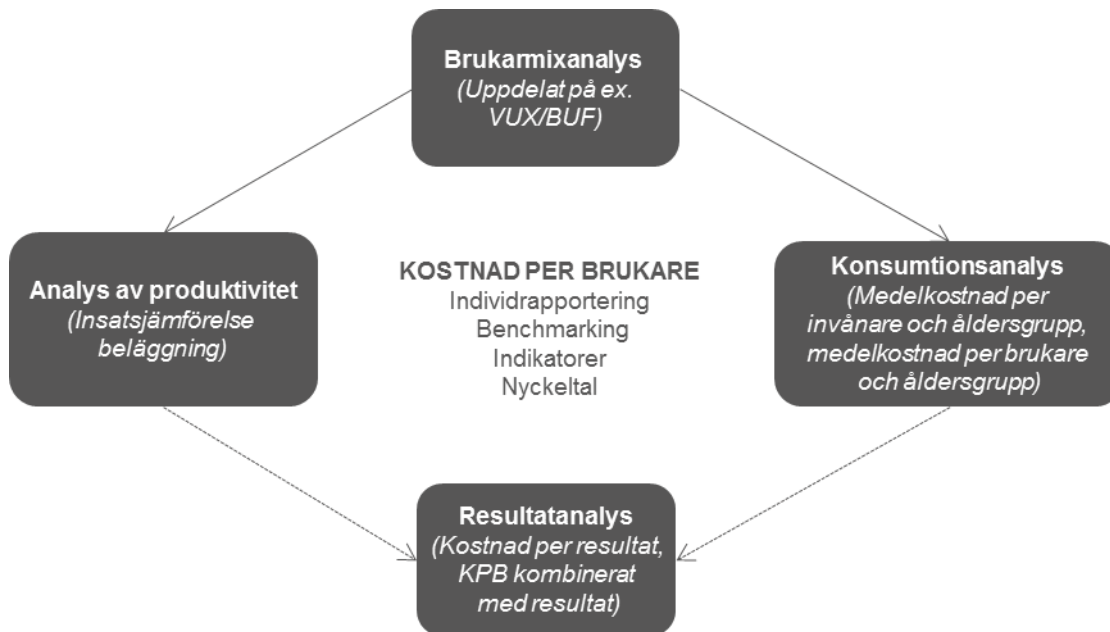 Brukarmixanalys
(Uppdelat på ex.
VUX/BUF)
Analys av produktivitet
(Insatsjämförelse
beläggning)
KOSTNAD PER BRUKARE
Individrapportering
Benchmarking
Indikatorer
Nyckeltal
Konsumtionsanalys
(Medelkostnad per
invånare och åldersgrupp,
medelkostnad per brukare
och åldersgrupp)
Resultatanalys
(Kostnad per resultat,
KPB kombinerat
med resultat)